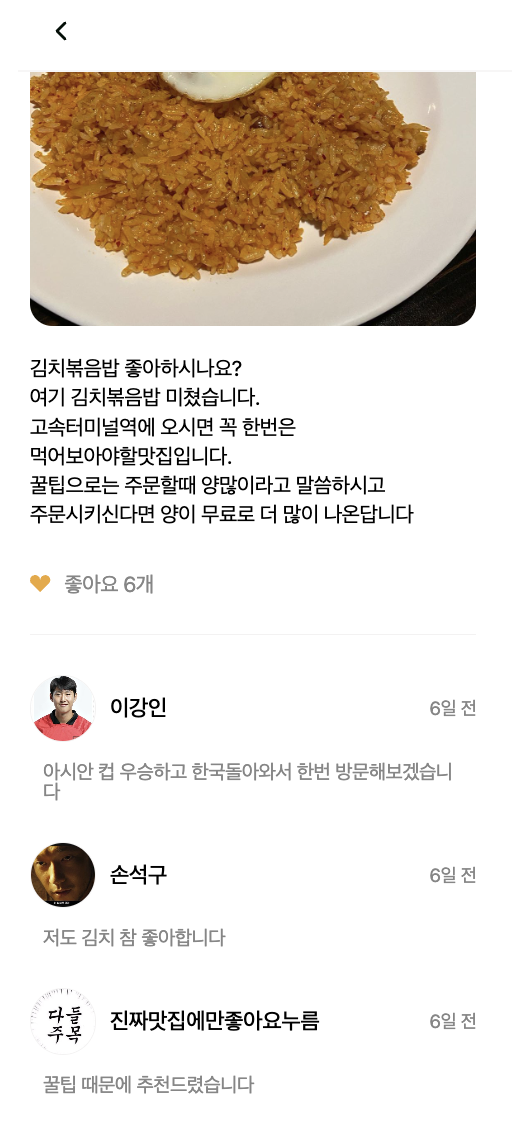 김치볶음밥 좋아하시나요?
여기 김치볶음밥 미쳤습니다.
고속터미널역에 오시면 꼭 한번은
먹어보아야할맛집입니다.
꿀팁으로는 주문할때 양많이라고 말씀하시고
주문시키신다면 양이 무료로 더 많이 나온답니다
좋아요 6개
이강인 6일 전
아시안 컵 우승하고 한국돌아와서 한번 방문해보겠습니
다
손석구 6일 전
저도 김치 참 좋아합니다
다들
주목
진짜맛집에만좋아요누름 6일 전
꿀팁 때문에 추천드렸습니다